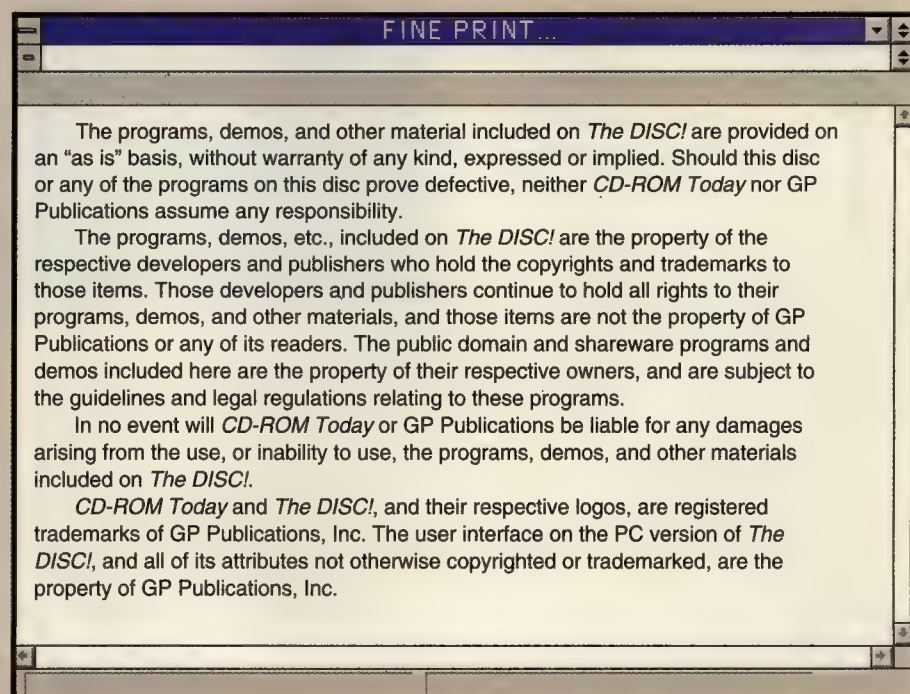 FINE PRINT...
The programs, demos, and other material included on The DISC! are provided on
an “as is” basis, without warranty of any kind, expressed or implied. Should this disc
or any of the programs on this disc prove defective, neither CD-ROM Today nor GP
Publications assume any responsibility.
The programs, demos, etc., included on The DISC! are the property of the
respective developers and publishers who hold the copyrights and trademarks to
those items. Those developers and publishers continue to hold all rights to their
programs, demos, and other materials, and those items are not the property of GP
Publications or any of its readers. The public domain and shareware programs and
demos included here are the property of their respective owners, and are subject to
the guidelines and legal regulations relating to these programs.
In no event will CD-ROM Today or GP Publications be liable for any damages
arising from the use, or inability to use, the programs, demos, and other materials
included on The DISC!.
CD-ROM Today and The DISC!, and their respective logos, are registered
trademarks of GP Publications, Inc. The user interface on the PC version of The
DISC!, and all of its attributes not otherwise copyrighted or trademarked, are the
property of GP Publications, Inc.